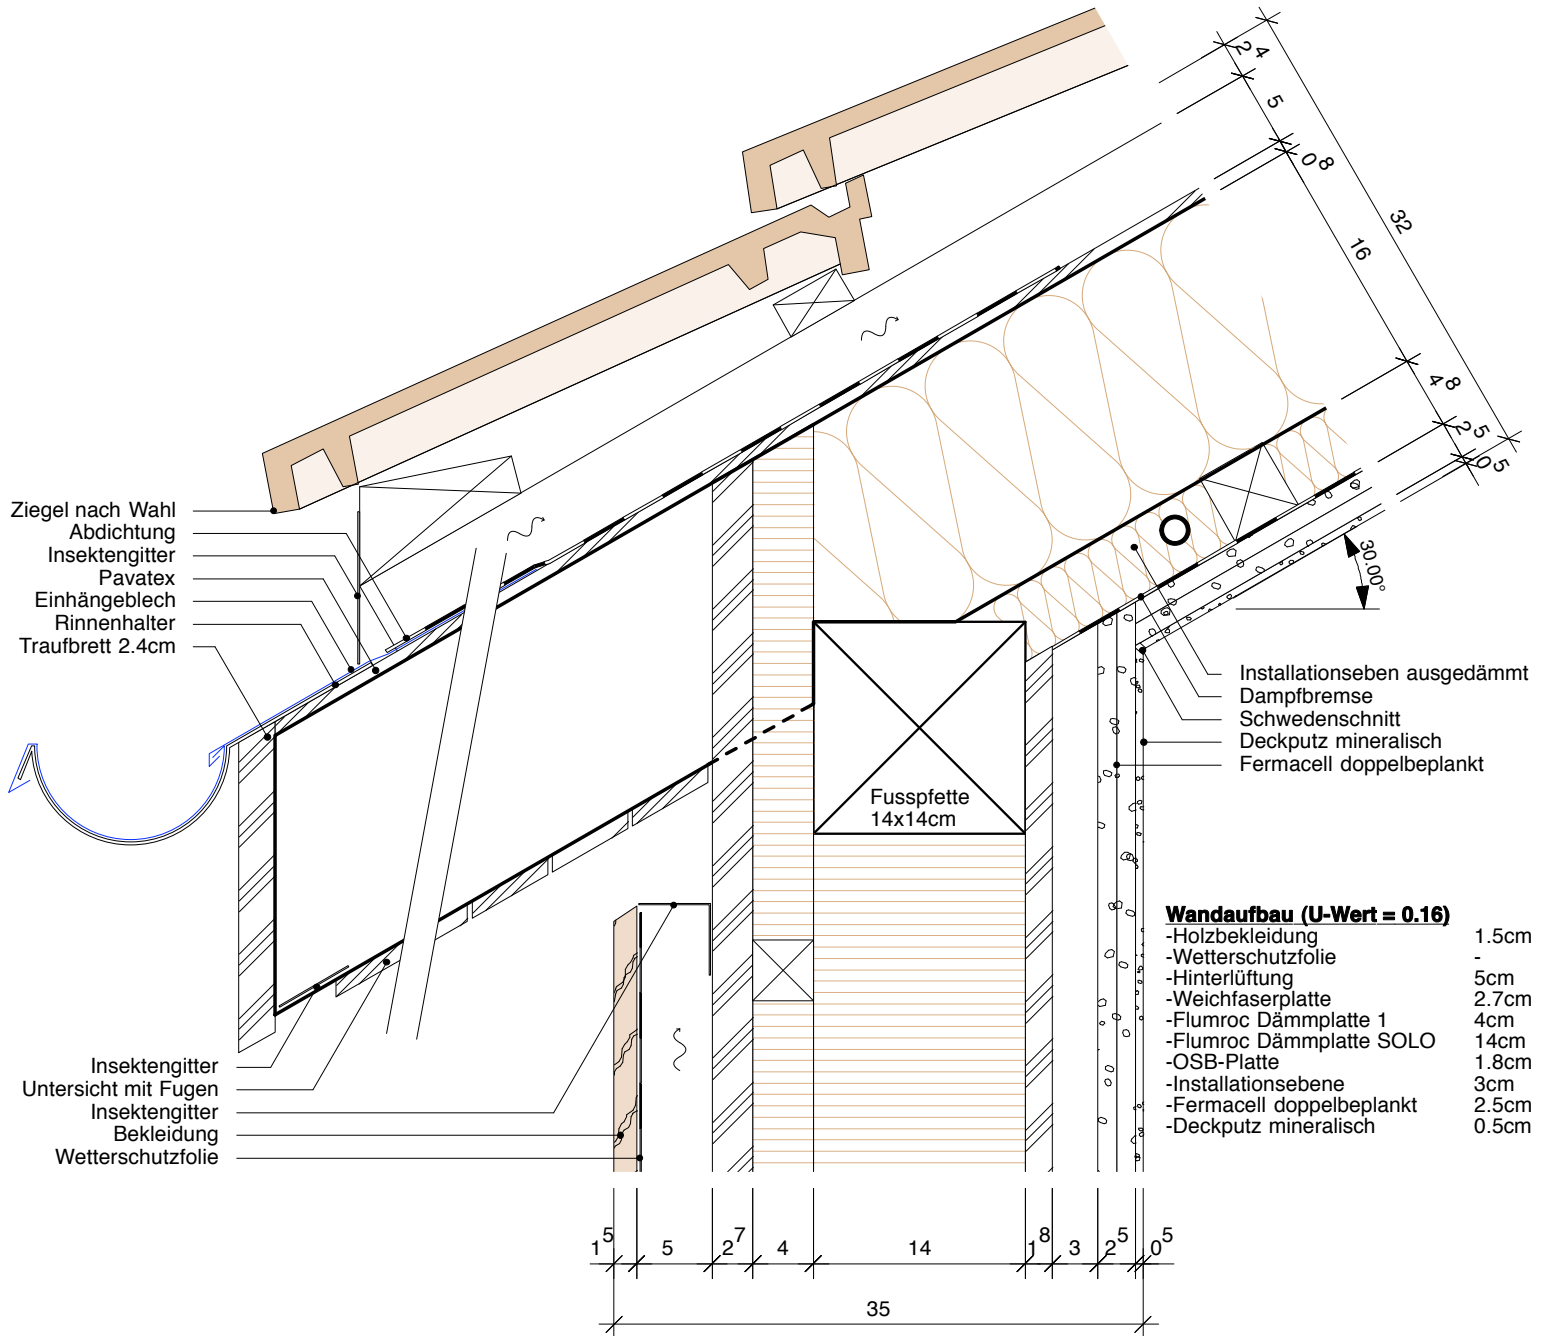 2 4
5
0 8
32
16
4 8
2 5
0 5
30.00°
Ziegel nach Wahl
Abdichtung
Insektengitter
Pavatex
Einhängeblech
Rinnenhalter
Traufbrett 2.4cm
Installationseben ausgedämmt
Dampfbremse
Schwedenschnitt
Deckputz mineralisch
Fermacell doppelbeplankt
Fusspfette
14x14cm
Wandaufbau (U-Wert = 0.16)
-Holzbekleidung 1.5cm
-Wetterschutzfolie -
-Hinterlüftung 5cm
-Weichfaserplatte 2.7cm
-Flumroc Dämmplatte 1 4cm
-Flumroc Dämmplatte SOLO 14cm
-OSB-Platte 1.8cm
-Installationsebene 3cm
-Fermacell doppelbeplankt 2.5cm
-Deckputz mineralisch 0.5cm
Insektengitter
Untersicht mit Fugen
Insektengitter
Bekleidung
Wetterschutzfolie
1 5 5 2 7 4 14 1 8 3 2 5 0 5
35